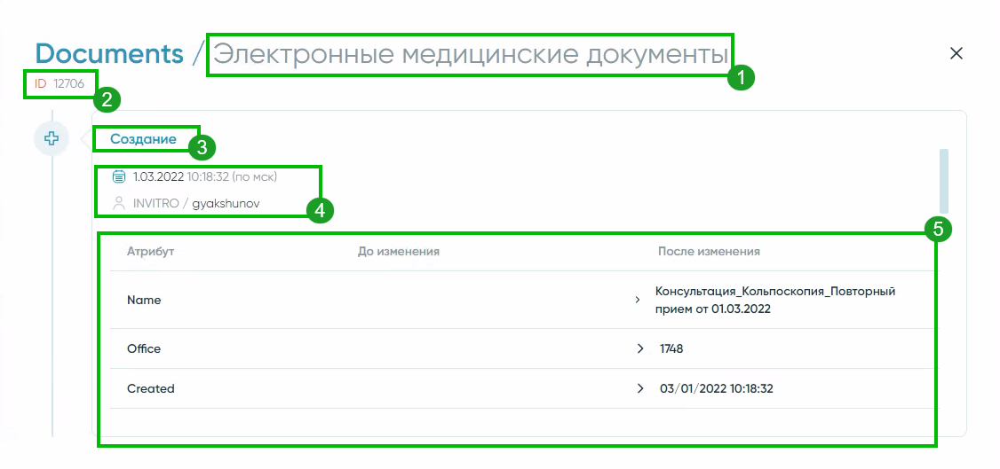 Documents / Электронные медицинские документы
1
ID 12706
2
Создание
3
1.03.2022 10:18:32 (по мск)
INVITRO / gyakshunov
4
5
Атрибут До изменения После изменения
Name > Консультация_Кольпоскопия_Повторный
прием от 01.03.2022
Office > 1748
Created > 03/01/2022 10:18:32